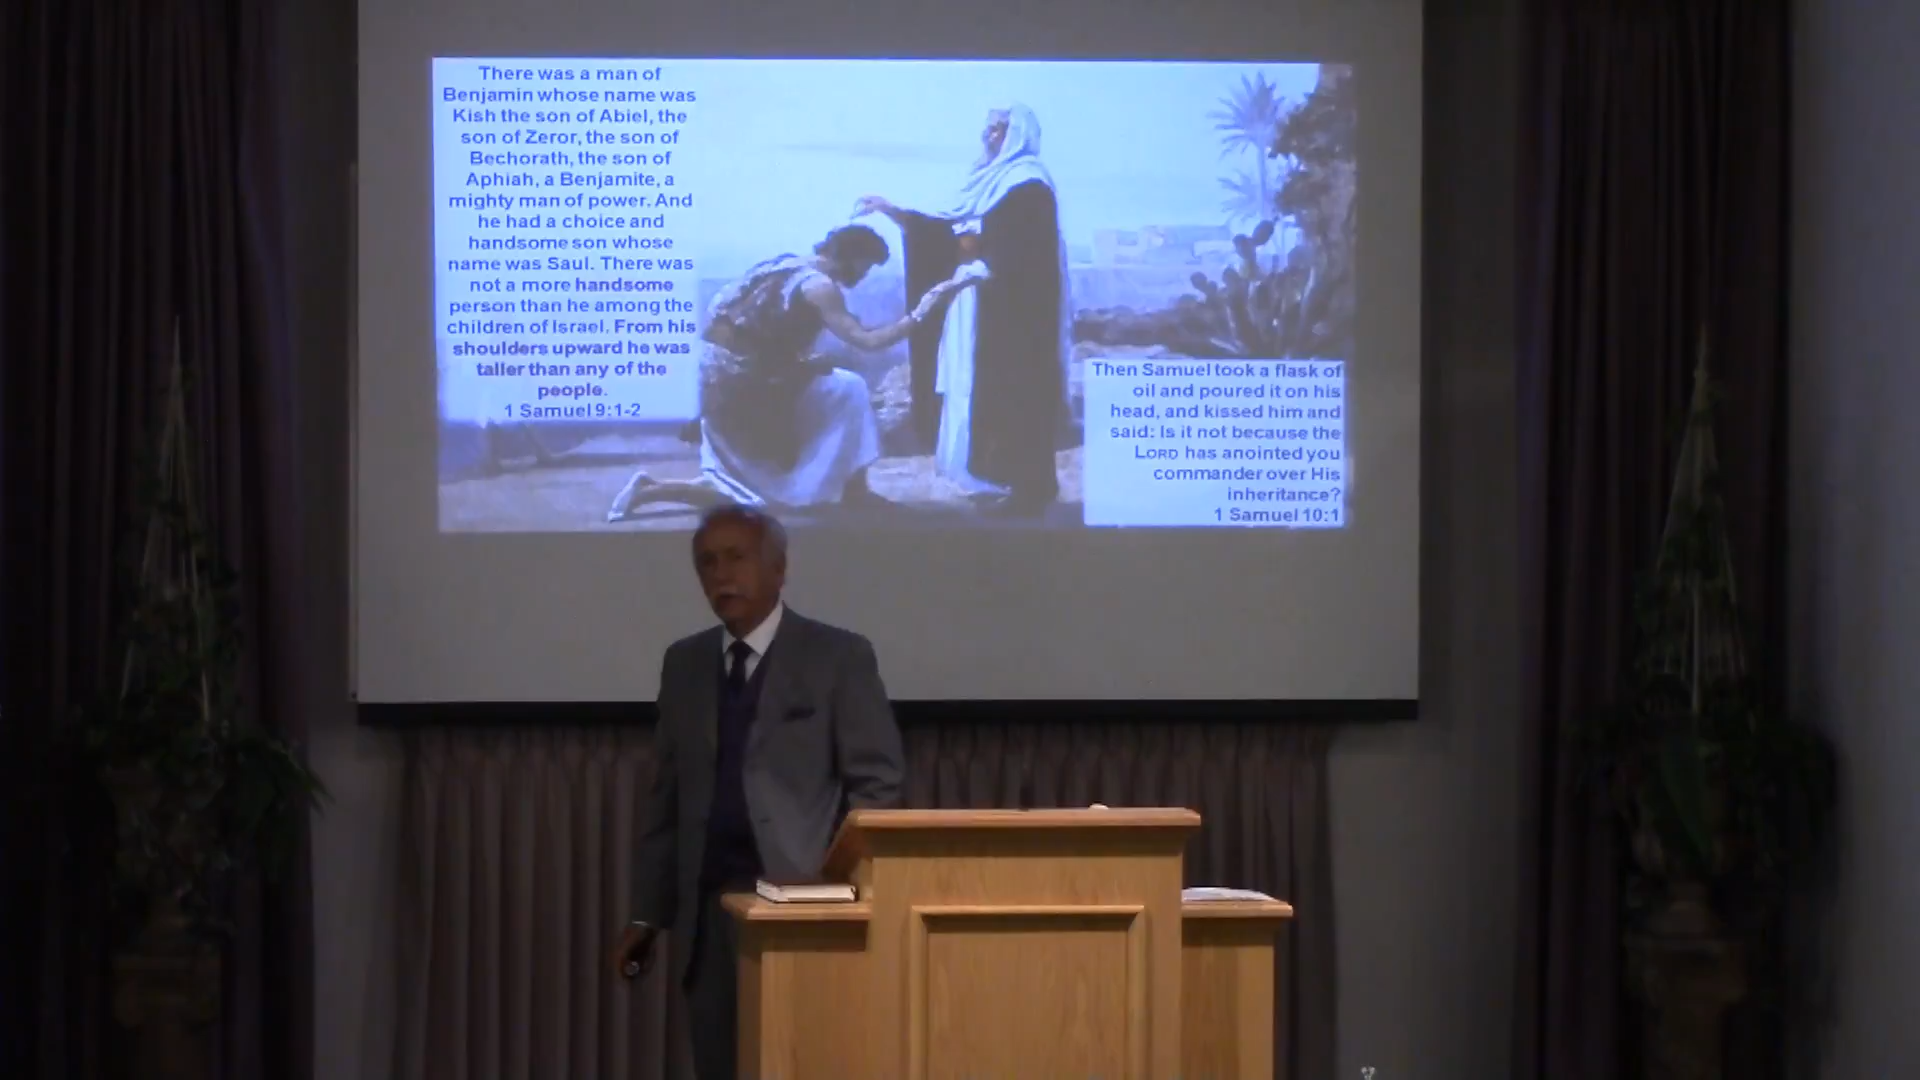 There was a man of
Benjamin whose name was
Kish the son of Abiel, the
son of Zeror, the son of
Bechorath, the son of
Aphiah, a Benjamite, a
mighty man of power. And
he had a choice and
handsome son whose
name was Saul. There was
not a more handsome
person than he among the
children of Israel. From his
shoulders upward he was
taller than any of the
people.
1 Samuel 9:1-2
Then Samuel took a flask of
oil and poured it on his
head, and kissed him and
said: Is it not because the
LORD has anointed you
commander over His
inheritance?
1 Samuel 10:1